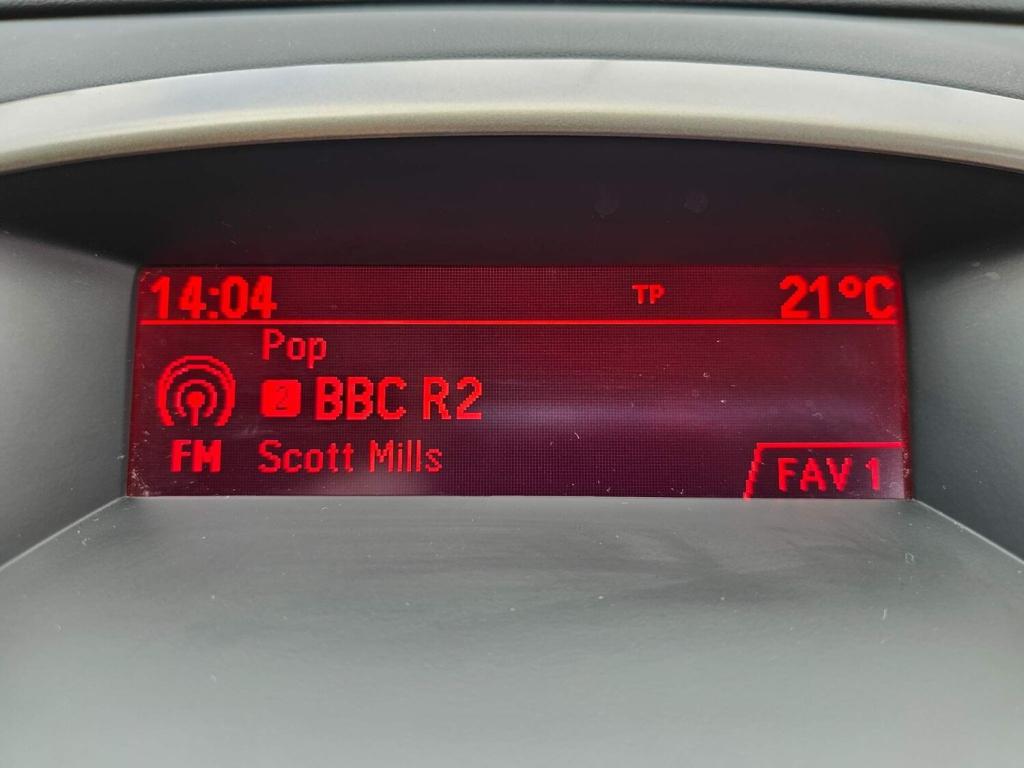 14:04 TP 21°C
Pop
2 BBC R2
FM Scott Mills
FAV 1